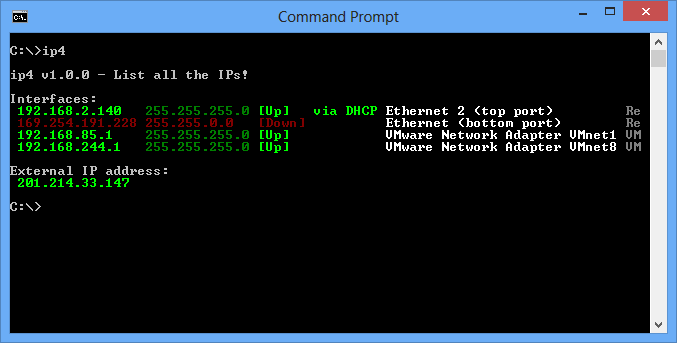 Command Prompt
C:\>ip4
ip4 v1.0.0 - List all the IPs!
Interfaces:
192.168.2.140 255.255.255.0 [Up] via DHCP Ethernet 2 (top port) Re
169.254.191.228 255.255.0.0 [Down] Ethernet (bottom port) Re
192.168.85.1 255.255.255.0 [Up] VMware Network Adapter VMnet1 VM
192.168.244.1 255.255.255.0 [Up] VMware Network Adapter VMnet8 VM
External IP address:
201.214.33.147
C:\>